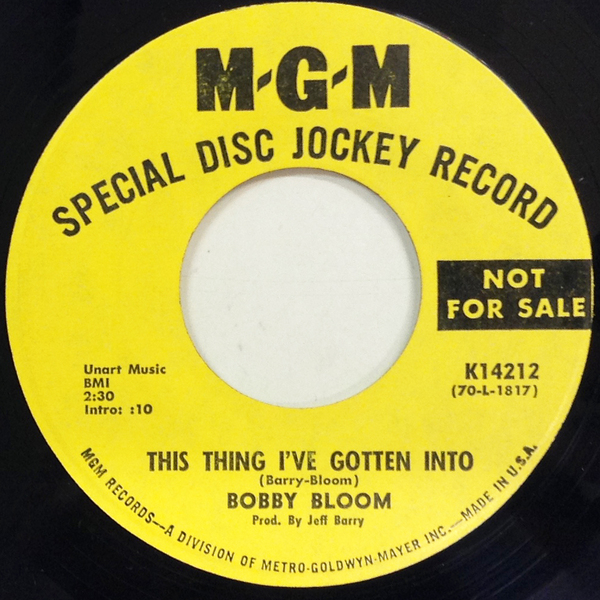 M-G-M
SPECIAL DISC JOCKEY RECORD
NOT
FOR SALE
Unart Music
BMI
2:30
Intro: :10
K14212
(70-L-1817)
THIS THING I'VE GOTTEN INTO
(Barry-Bloom)
BOBBY BLOOM
Prod. By Jeff Barry
MGM RECORDS—A DIVISION OF METRO-GOLDWYN-MAYER INC.—MADE IN U.S.A.